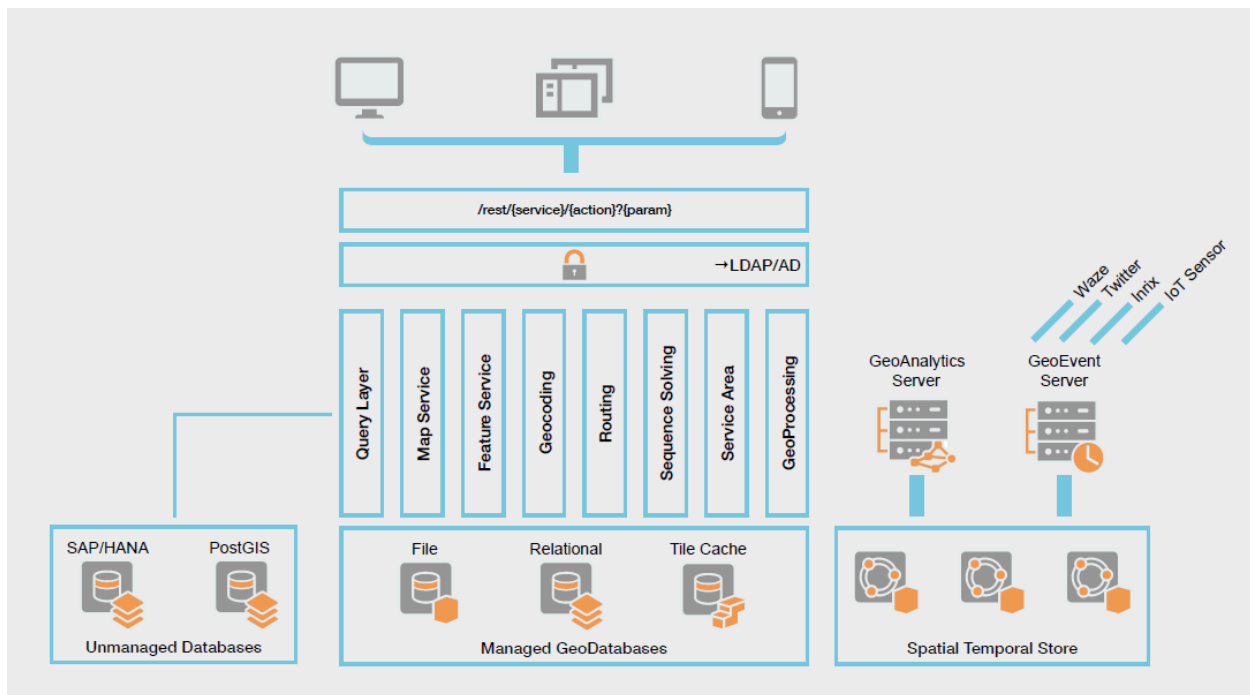 /rest/{service}/{action}?{param}
→LDAP/AD
Query Layer
Map Service
Feature Service
Geocoding
Routing
Sequence Solving
Service Area
GeoProcessing
Waze
Twitter
Inrix
IoT Sensor
GeoAnalytics
Server
GeoEvent
Server
SAP/HANA
PostGIS
Unmanaged Databases
File
Relational
Tile Cache
Managed GeoDatabases
Spatial Temporal Store